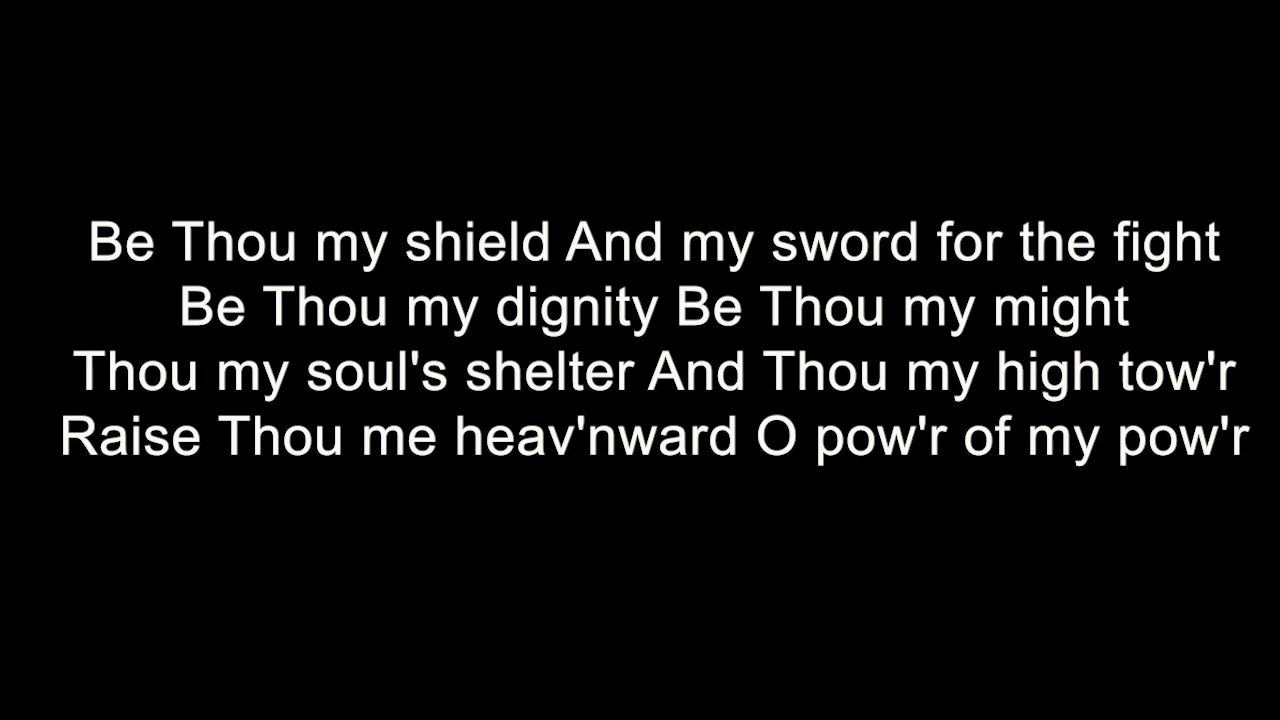 Be Thou my shield And my sword for the fight
Be Thou my dignity Be Thou my might
Thou my soul's shelter And Thou my high tow'r
Raise Thou me heav'nward O pow'r of my pow'r